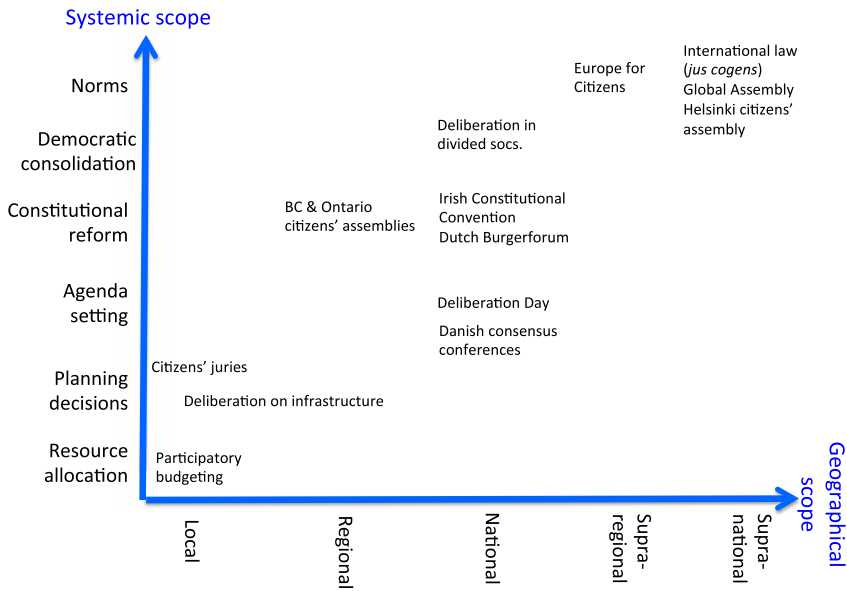 Systemic scope
Norms
Democratic
consolidation
Constitutional
reform
Agenda
setting
Planning
decisions
Resource
allocation
International law
(jus cogens)
Global Assembly
Helsinki citizens’
assembly
Europe for
Citizens
Deliberation in
divided socs.
BC & Ontario
citizens’ assemblies
Irish Constitutional
Convention
Dutch Burgerforum
Deliberation Day
Danish consensus
conferences
Citizens’ juries
Deliberation on infrastructure
Participatory
budgeting
Local
Regional
National
Supra-
regional
Supra-
national
Geographical
scope